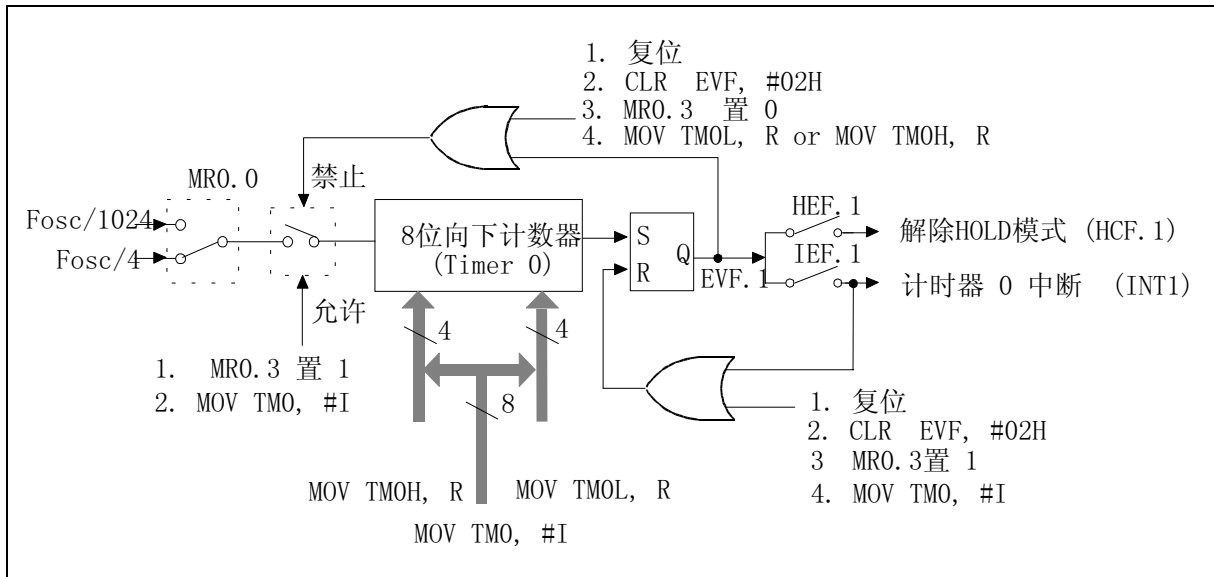 1. 复位
2. CLR EVF, #02H
3. MR0.3 置 0
4. MOV TM0L, R or MOV TM0H, R
MR0.0
禁止
Fosc/1024
Fosc/4
8位向下计数器
(Timer 0)
S
R
Q
EVF.1
HEF.1
解除HOLD模式 (HCF.1)
IEF.1
计时器 0 中断 (INT1)
允许
4
4
8
1. MR0.3 置 1
2. MOV TM0, #I
1. 复位
2. CLR EVF, #02H
3 MR0.3置 1
4. MOV TM0, #I
MOV TM0H, R
MOV TM0L, R
MOV TM0, #I